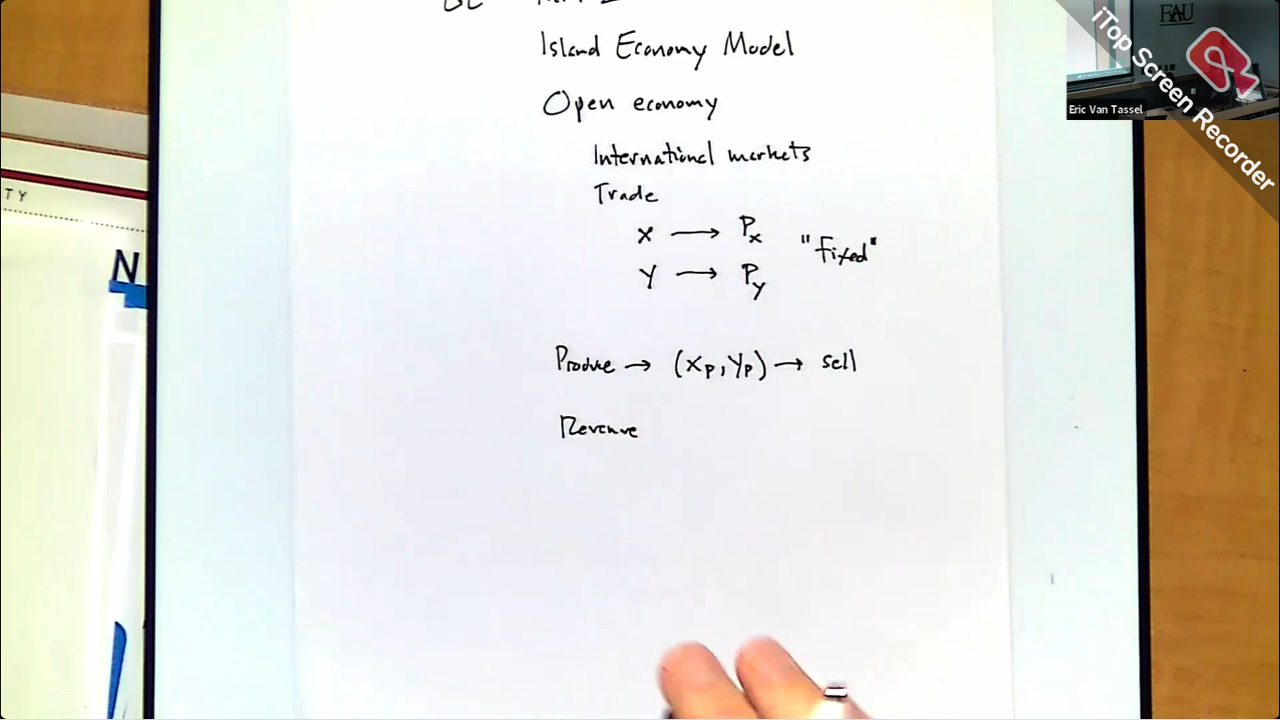 Island Economy Model
Open economy
International markets
Trade
X → Px "fixed"
Y → Py
Produce → (Xp, Yp) → sell
Revenue
TY
N
FAU
Eric Van Tassel
iTop Screen Recorder